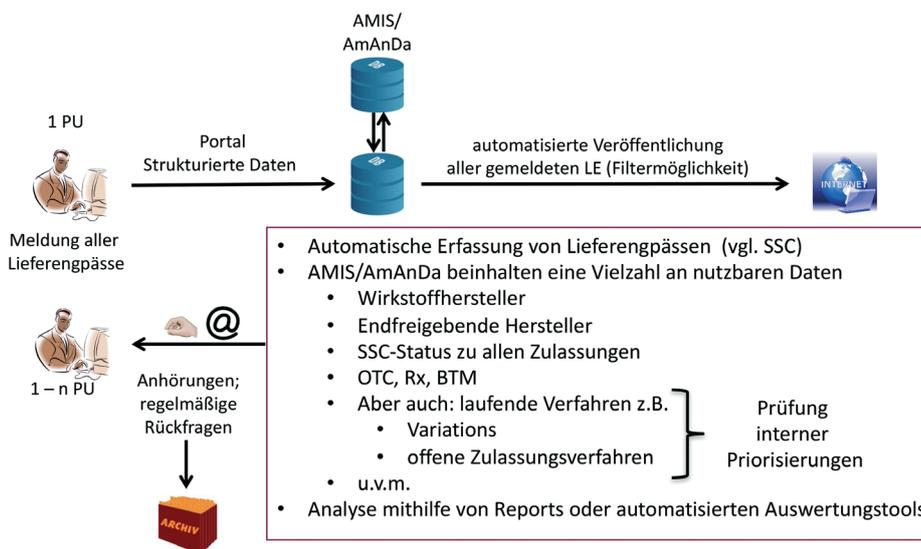 AMIS/
AmAnDa
DB
1 PU
Portal
Strukturierte Daten
DB
automatisierte Veröffentlichung
aller gemeldeten LE (Filtermöglichkeit)
INTERNET
Meldung aller
Lieferengpässe
• Automatische Erfassung von Lieferengpässen (vgl. SSC)
• AMIS/AmAnDa beinhalten eine Vielzahl an nutzbaren Daten
• Wirkstoffhersteller
• Endfreigebende Hersteller
• SSC-Status zu allen Zulassungen
• OTC, Rx, BTM
• Aber auch: laufende Verfahren z.B.
• Variations
• offene Zulassungsverfahren
• u.v.m.
• Analyse mithilfe von Reports oder automatisierten Auswertungstools
Prüfung
interner
Priorisierungen
@
1 – n PU
Anhörungen;
regelmäßige
Rückfragen
ARCHIV